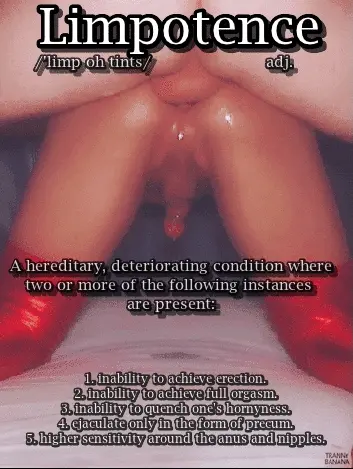 Limpotence
/'limp oh tints/ adj.
A hereditary, deteriorating condition where
two or more of the following instances
are present:
1. inability to achieve erection.
2. inability to achieve full orgasm.
3. inability to quench one's hornyness.
4. ejaculate only in the form of precum.
5. higher sensitivity around the anus and nipples.
TRANNY
BANANA